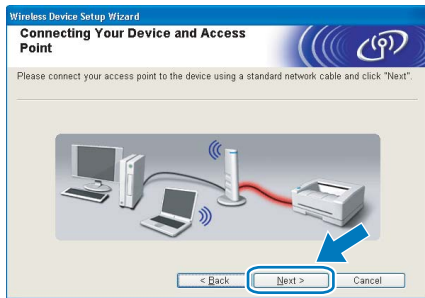 Wireless Device Setup Wizard
Connecting Your Device and Access
Point
Please connect your access point to the device using a standard network cable and click "Next".
< Back
Next >
Cancel